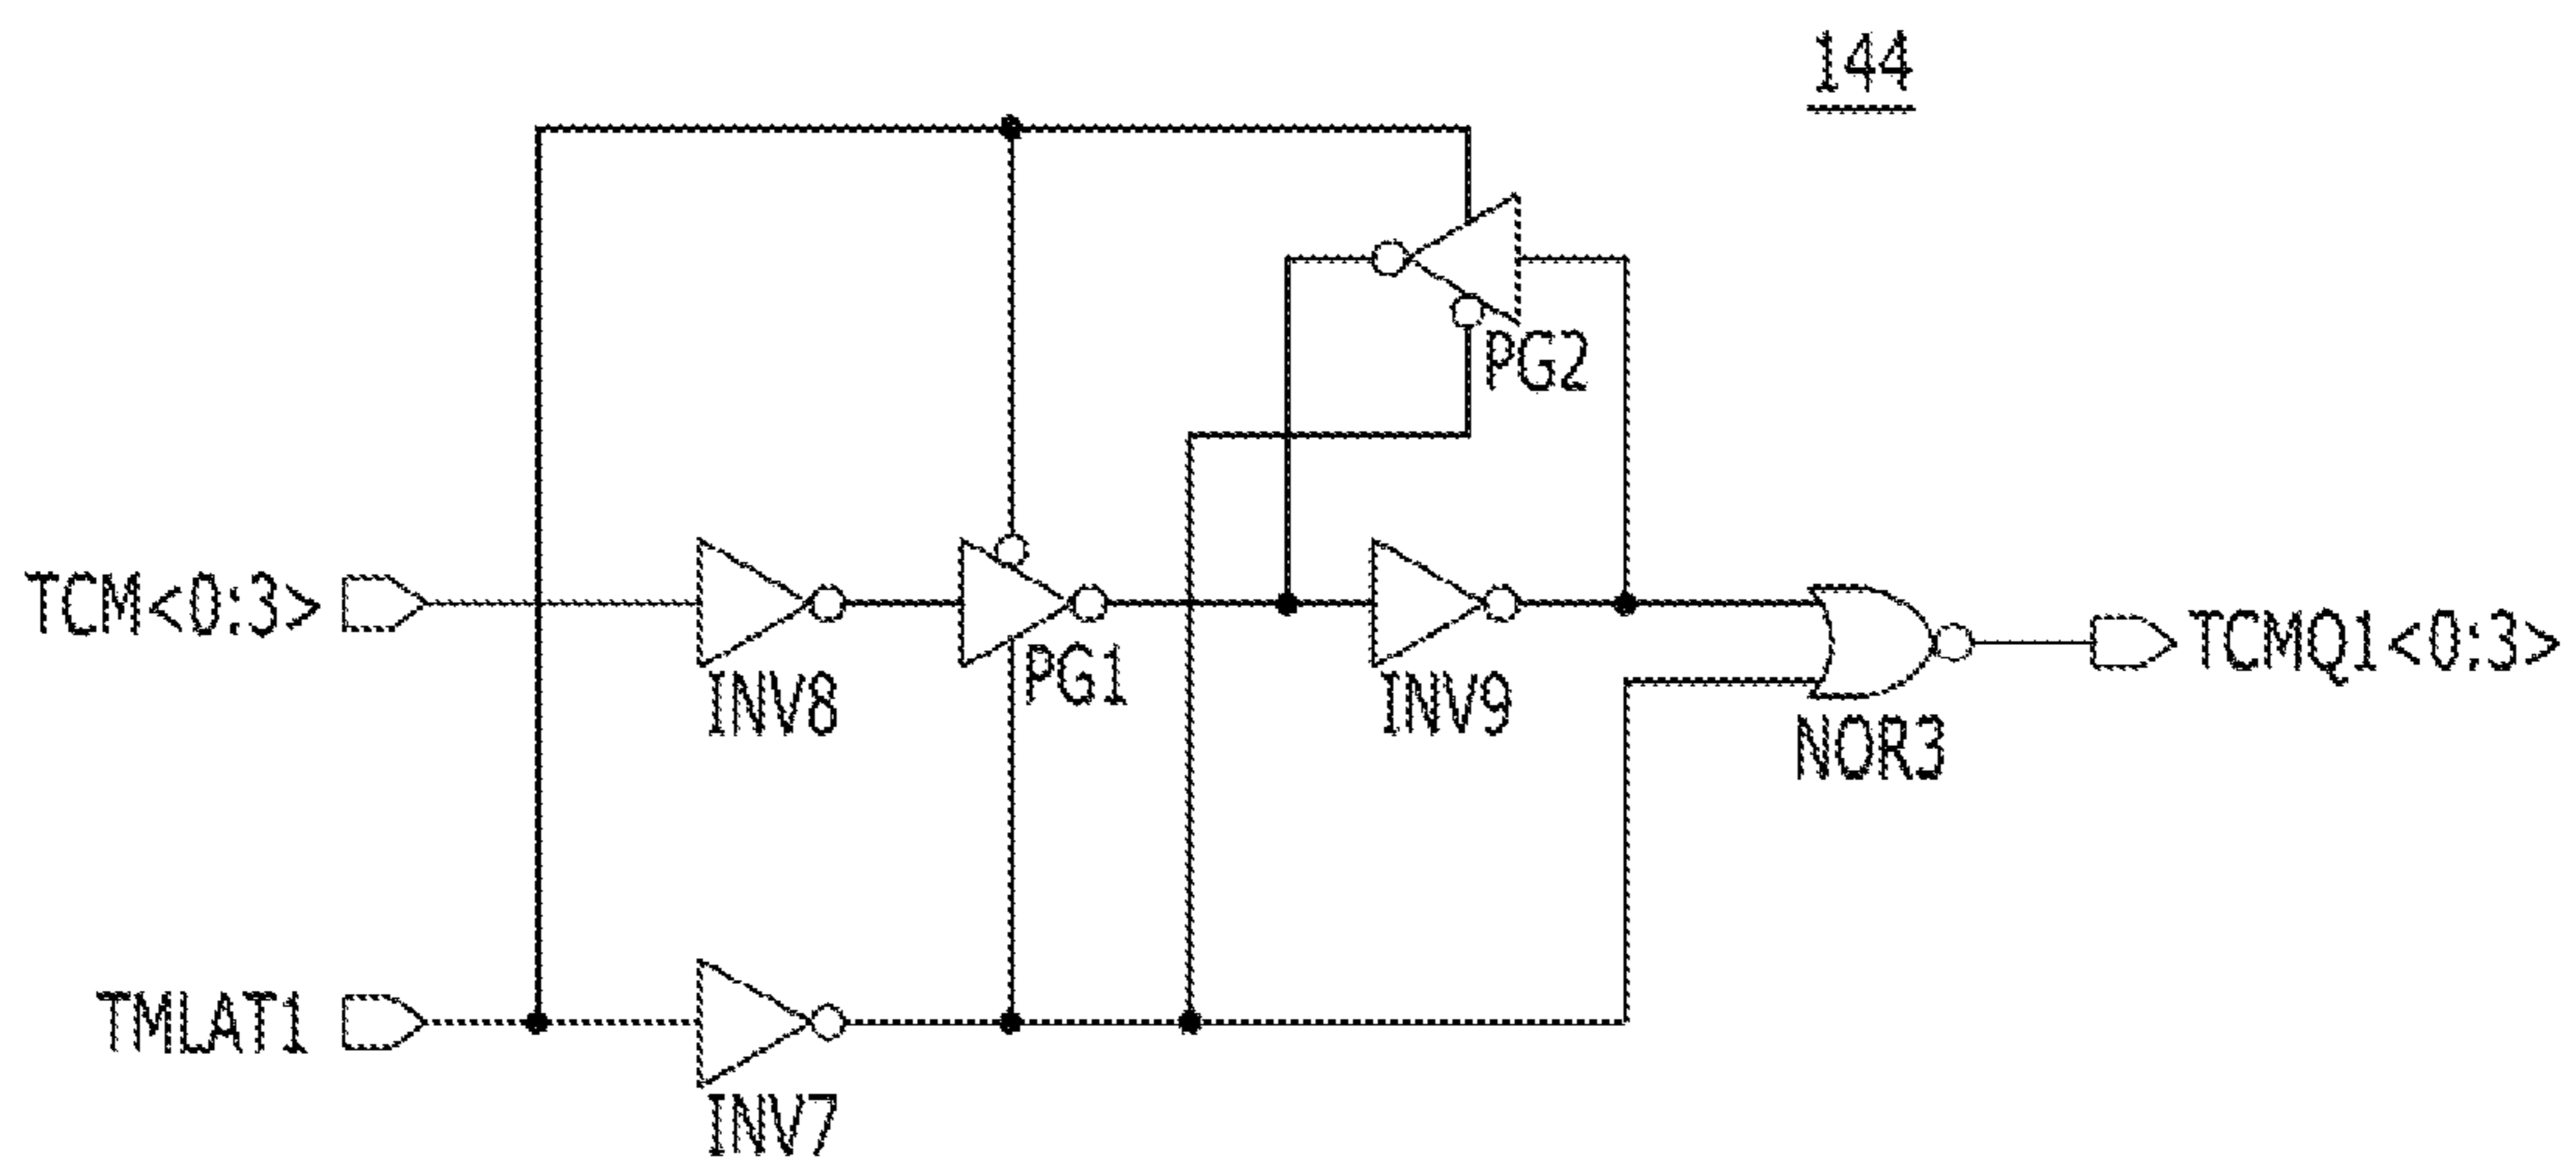 144
PG2
TCM<0:3>
TCMQ1<0:3>
PG1
INV8
INV9
NOR3
TMLAT1
INV7